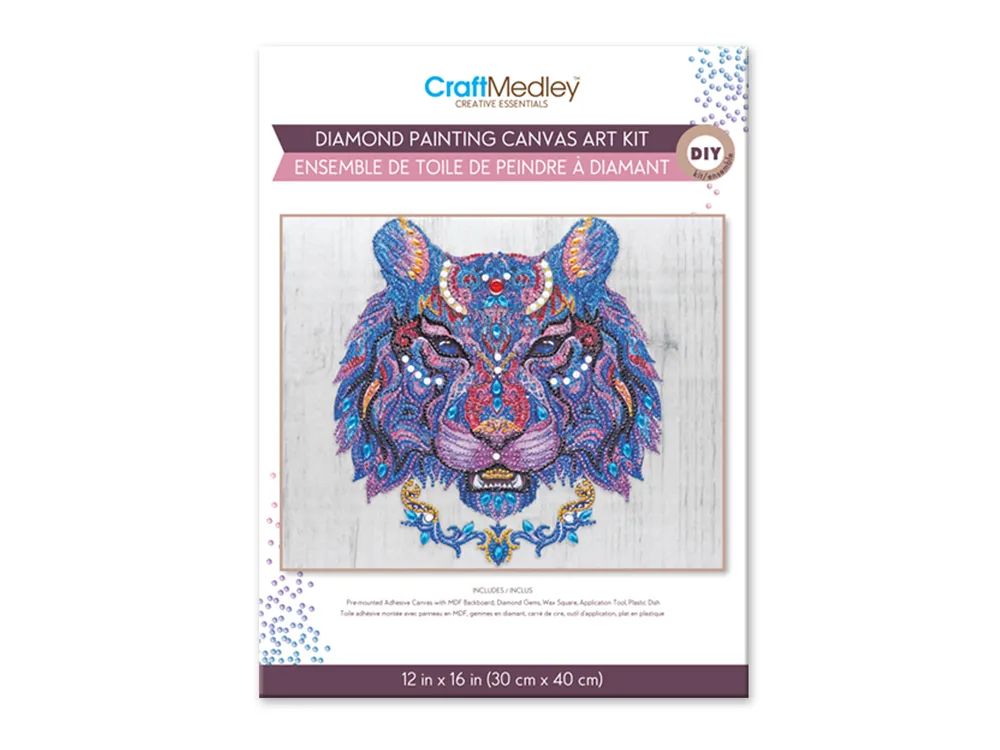 CraftMedley™
CREATIVE ESSENTIALS
DIAMOND PAINTING CANVAS ART KIT
ENSEMBLE DE TOILE DE PEINDRE À DIAMANT
DIY
kit/ensemble
INCLUDES / INCLUS
Pre-mounted Adhesive Canvas with MDF Backboard, Diamond Gems, Wax Square, Application Tool, Plastic Dish
Toile adhésive montée avec panneau en MDF, gemmes en diamant, carré de cire, outil d'application, plat en plastique
12 in x 16 in (30 cm x 40 cm)